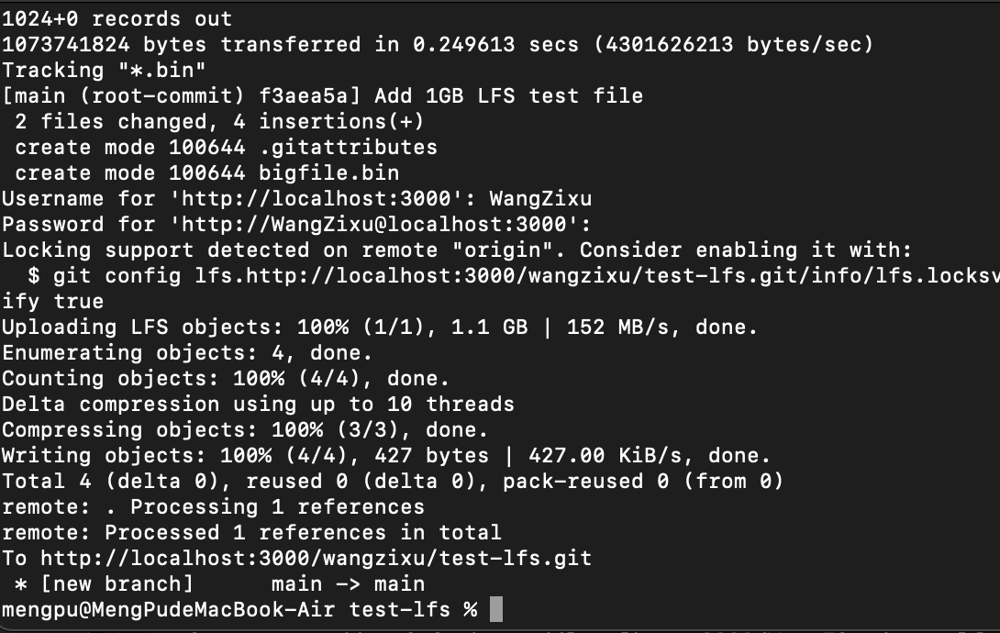 1024+0 records out
1073741824 bytes transferred in 0.249613 secs (4301626213 bytes/sec)
Tracking "*.bin"
[main (root-commit) f3aea5a] Add 1GB LFS test file
 2 files changed, 4 insertions(+)
 create mode 100644 .gitattributes
 create mode 100644 bigfile.bin
Username for 'http://localhost:3000': WangZixu
Password for 'http://WangZixu@localhost:3000':
Locking support detected on remote "origin". Consider enabling it with:
  $ git config lfs.http://localhost:3000/wangzixu/test-lfs.git/info/lfs.locksv
ify true
Uploading LFS objects: 100% (1/1), 1.1 GB | 152 MB/s, done.
Enumerating objects: 4, done.
Counting objects: 100% (4/4), done.
Delta compression using up to 10 threads
Compressing objects: 100% (3/3), done.
Writing objects: 100% (4/4), 427 bytes | 427.00 KiB/s, done.
Total 4 (delta 0), reused 0 (delta 0), pack-reused 0 (from 0)
remote: . Processing 1 references
remote: Processed 1 references in total
To http://localhost:3000/wangzixu/test-lfs.git
 * [new branch]      main -> main
mengpu@MengPudeMacBook-Air test-lfs %